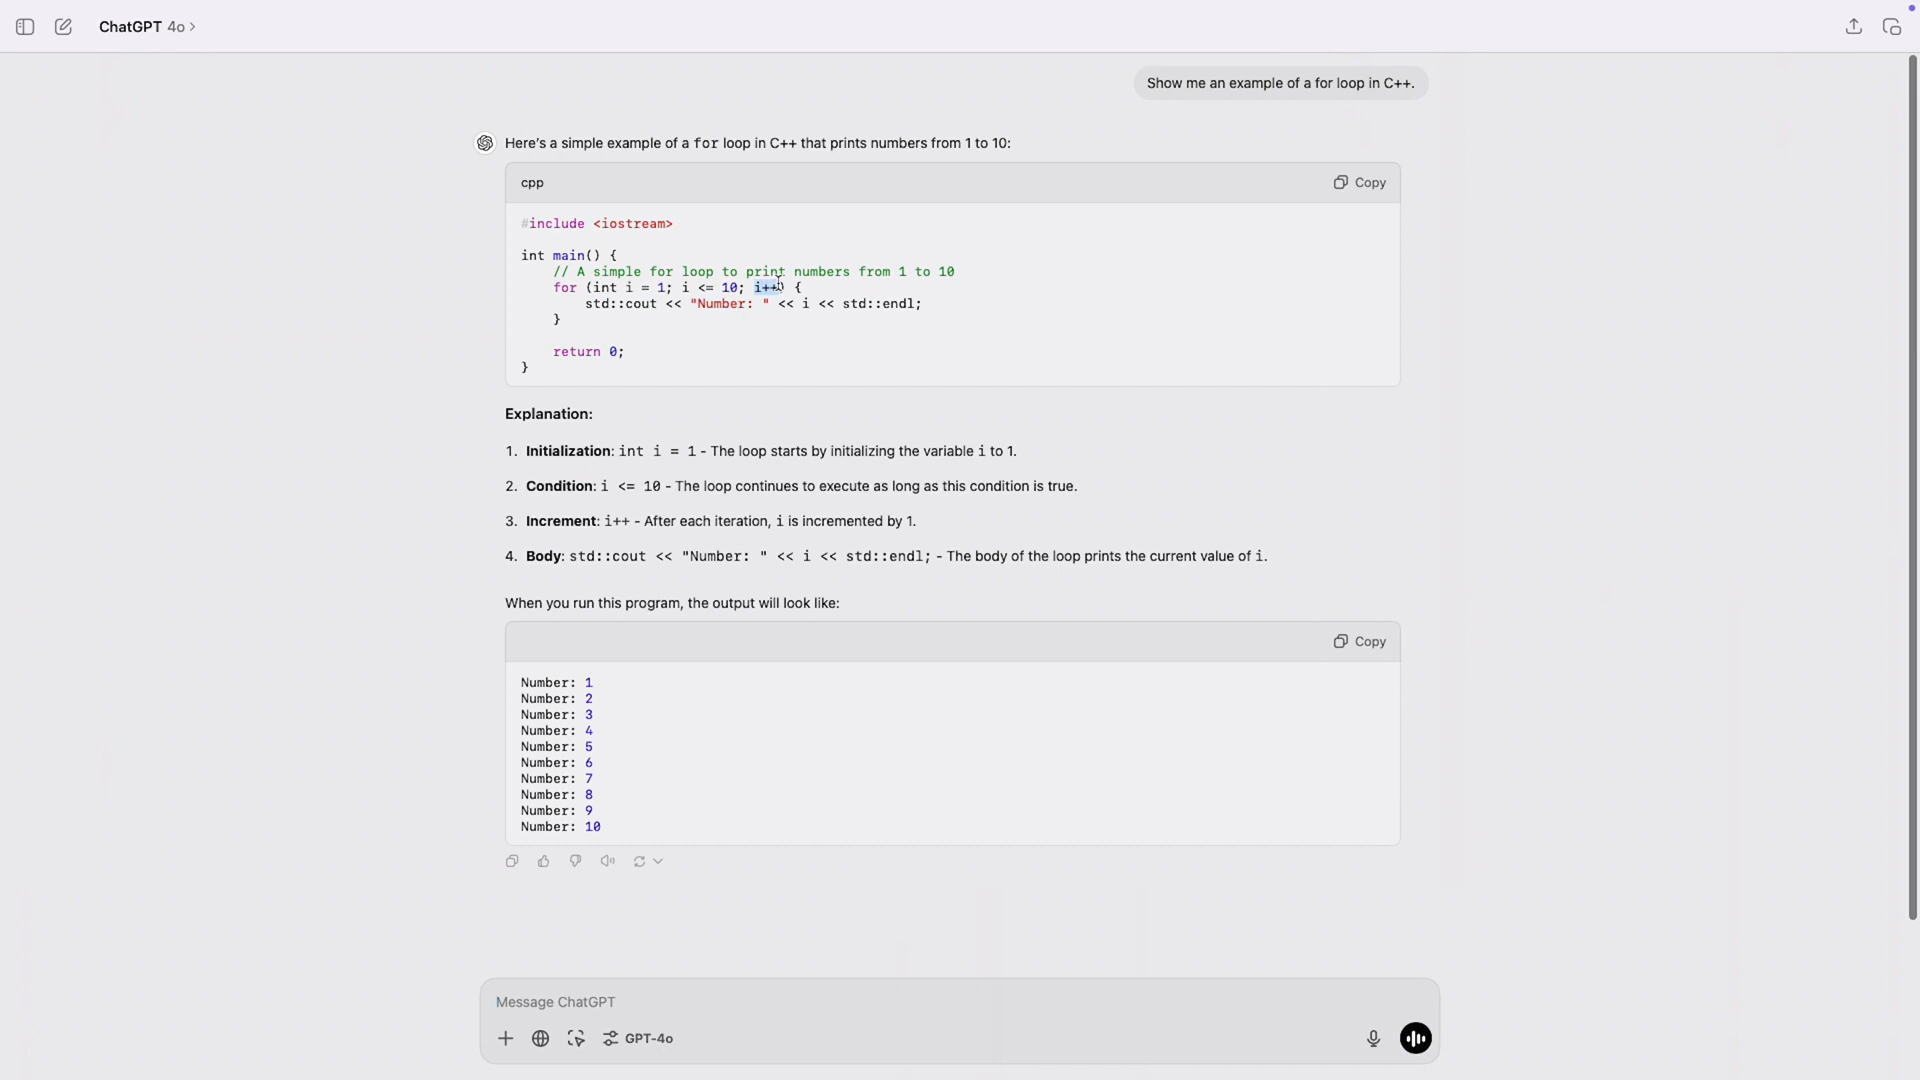 ChatGPT 4o >
Show me an example of a for loop in C++.
Here's a simple example of a for loop in C++ that prints numbers from 1 to 10:
cpp
Copy
#include <iostream>
int main() {
    // A simple for loop to print numbers from 1 to 10
    for (int i = 1; i <= 10; i++) {
        std::cout << "Number: " << i << std::endl;
    }
    return 0;
}
Explanation:
1. Initialization: int i = 1 - The loop starts by initializing the variable i to 1.
2. Condition: i <= 10 - The loop continues to execute as long as this condition is true.
3. Increment: i++ - After each iteration, i is incremented by 1.
4. Body: std::cout << "Number: " << i << std::endl; - The body of the loop prints the current value of i.
When you run this program, the output will look like:
Copy
Number: 1
Number: 2
Number: 3
Number: 4
Number: 5
Number: 6
Number: 7
Number: 8
Number: 9
Number: 10
Message ChatGPT
GPT-4o